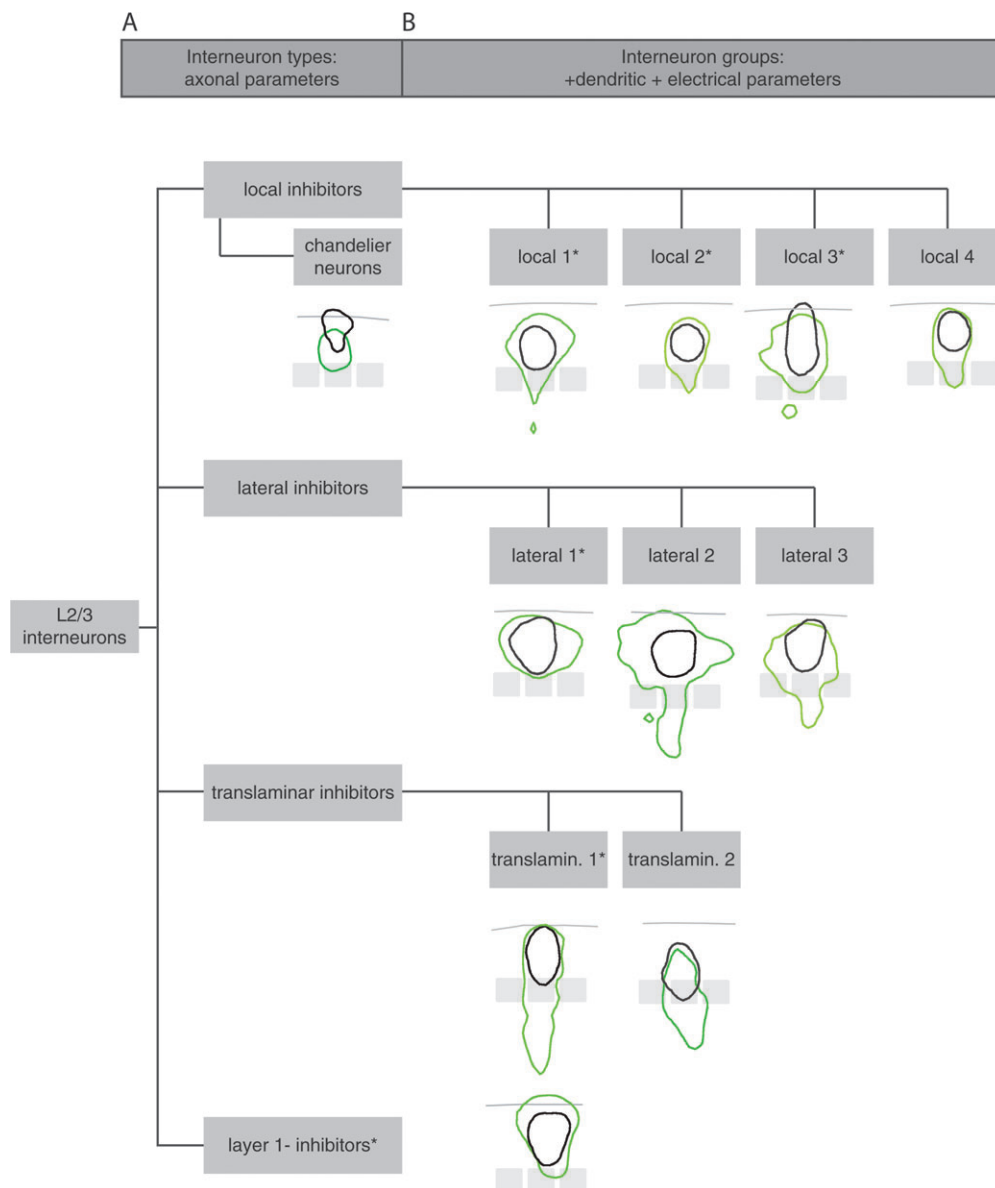 A
B
Interneuron types:
axonal parameters
Interneuron groups:
+dendritic + electrical parameters
local inhibitors
chandelier
neurons
local 1*
local 2*
local 3*
local 4
lateral inhibitors
lateral 1*
lateral 2
lateral 3
L2/3
interneurons
translaminar inhibitors
translamin. 1*
translamin. 2
layer 1- inhibitors*